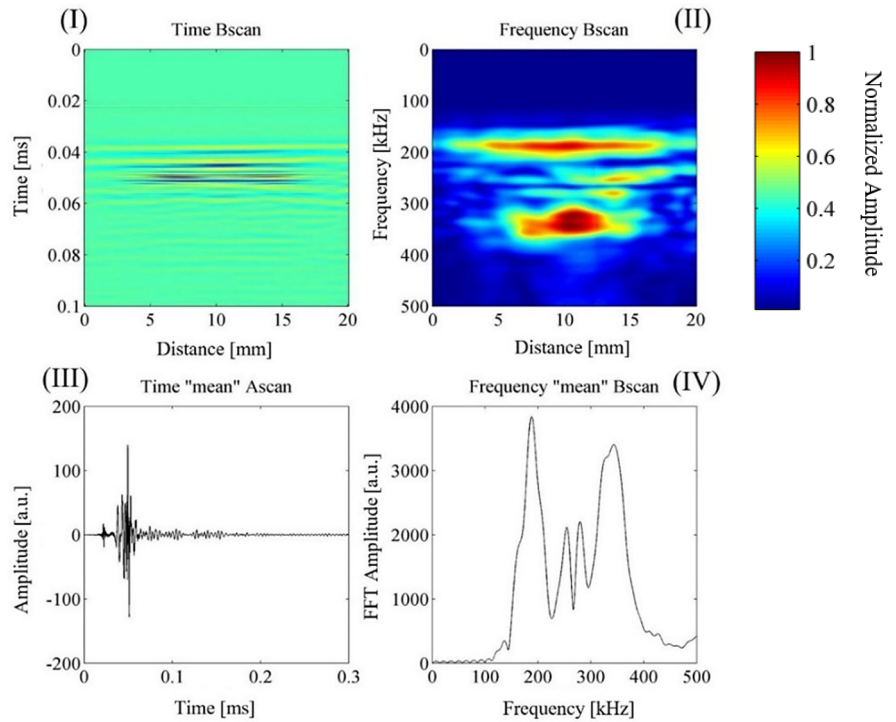 (I)
Time Bscan
0
0.02
0.04
0.06
0.08
0.1
Time [ms]
0 5 10 15 20
Distance [mm]
(II)
Frequency Bscan
0
100
200
300
400
500
Frequency [kHz]
0 5 10 15 20
Distance [mm]
1
0.8
0.6
0.4
0.2
Normalized Amplitude
(III)
Time "mean" Ascan
200
100
0
-100
-200
Amplitude [a.u.]
0 0.1 0.2 0.3
Time [ms]
(IV)
Frequency "mean" Bscan
4000
3000
2000
1000
0
FFT Amplitude [a.u.]
0 100 200 300 400 500
Frequency [kHz]